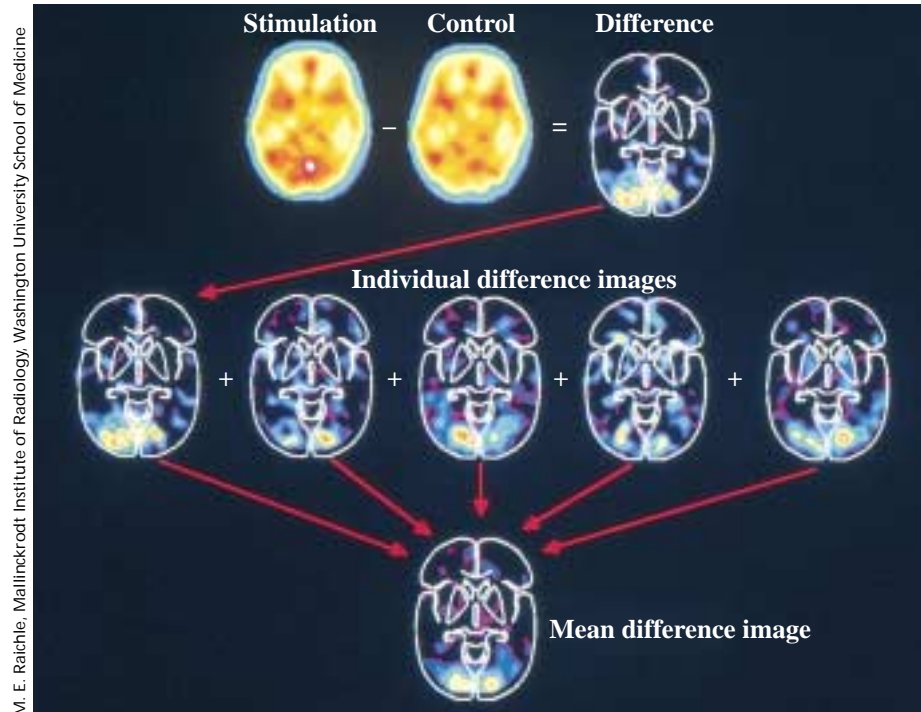 M. E. Raichle, Mallinckrodt Institute of Radiology, Washington University School of Medicine
Stimulation Control Difference
– =
Individual difference images
+ + + +
Mean difference image